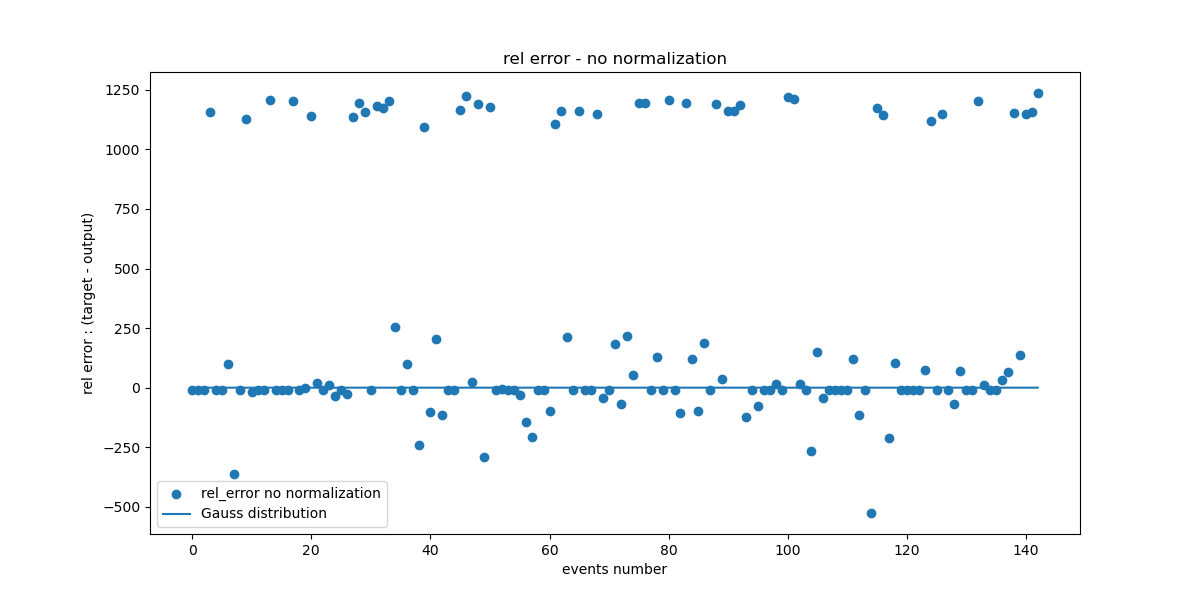 rel error - no normalization
rel error : (target - output)
1250
1000
750
500
250
0
−250
−500
rel_error no normalization
Gauss distribution
0 20 40 60 80 100 120 140
events number